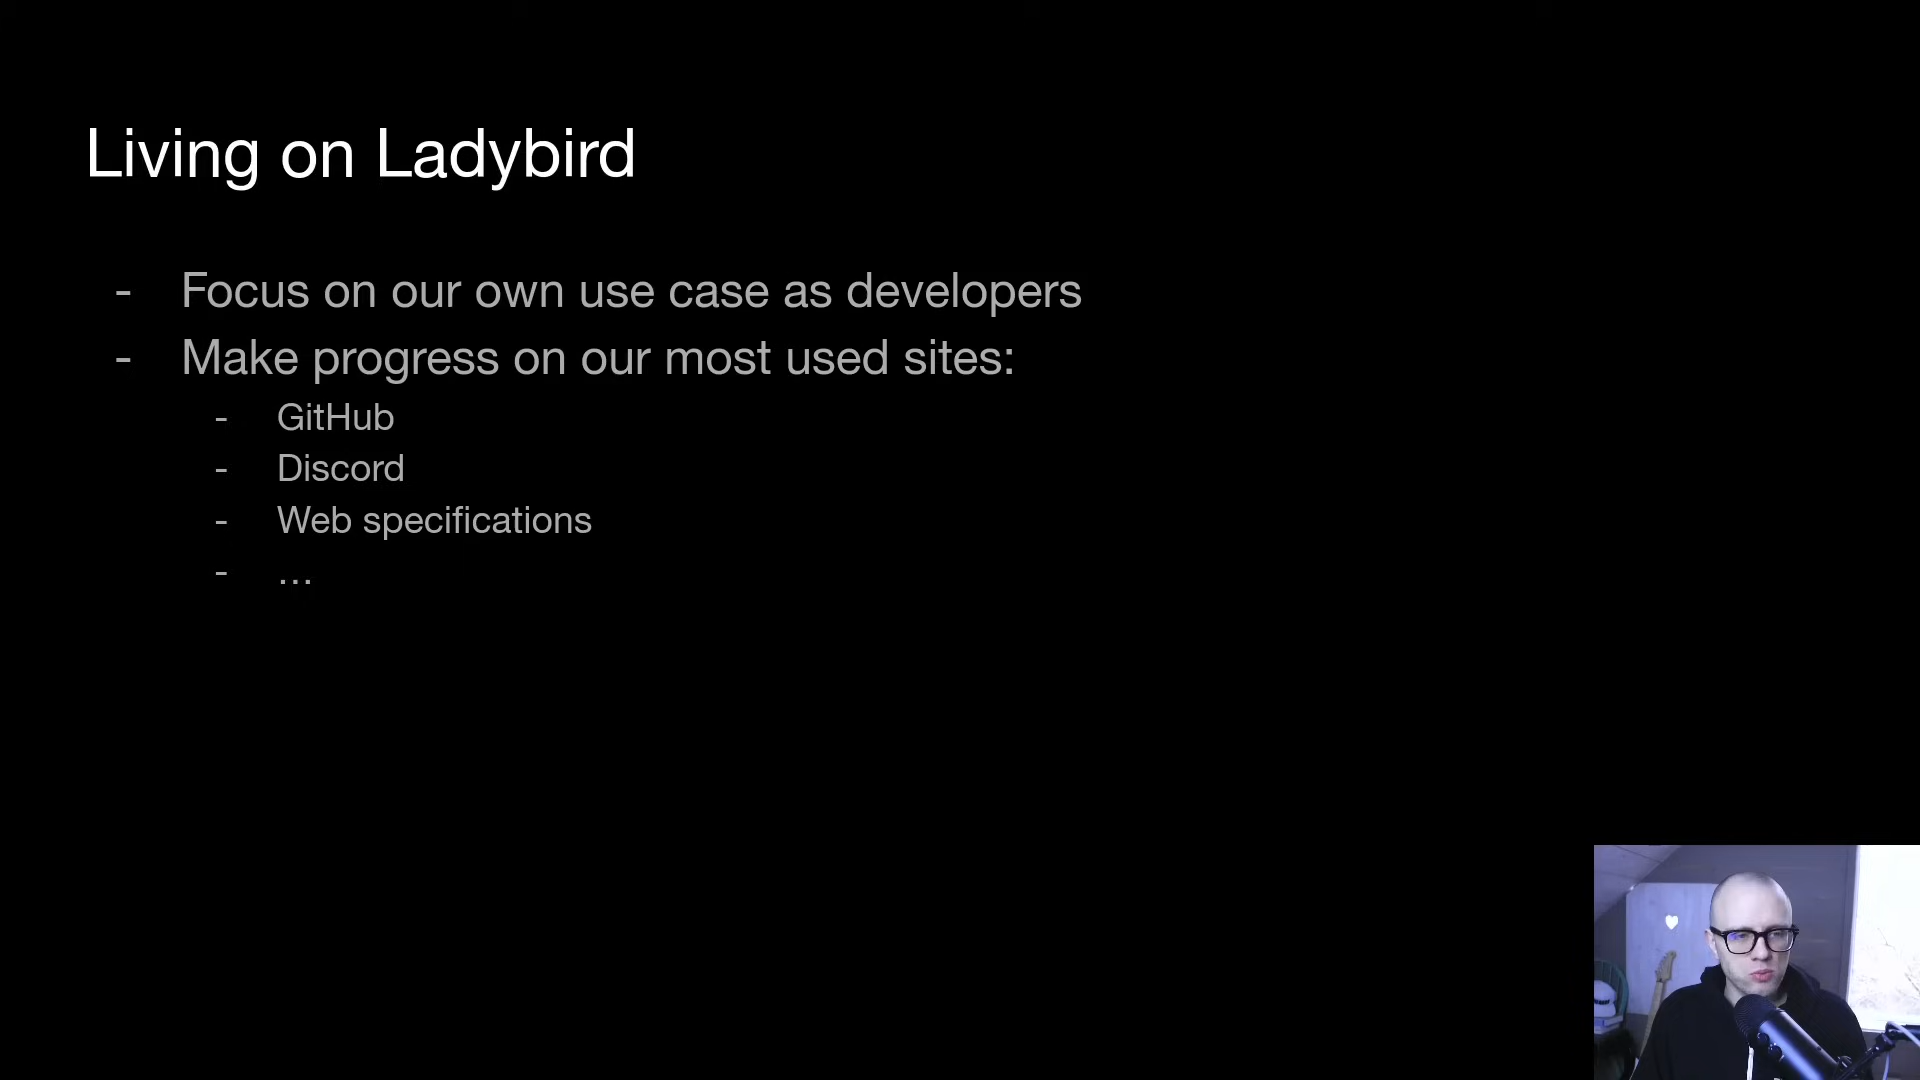 Living on Ladybird
- Focus on our own use case as developers
- Make progress on our most used sites:
- GitHub
- Discord
- Web specifications
- …